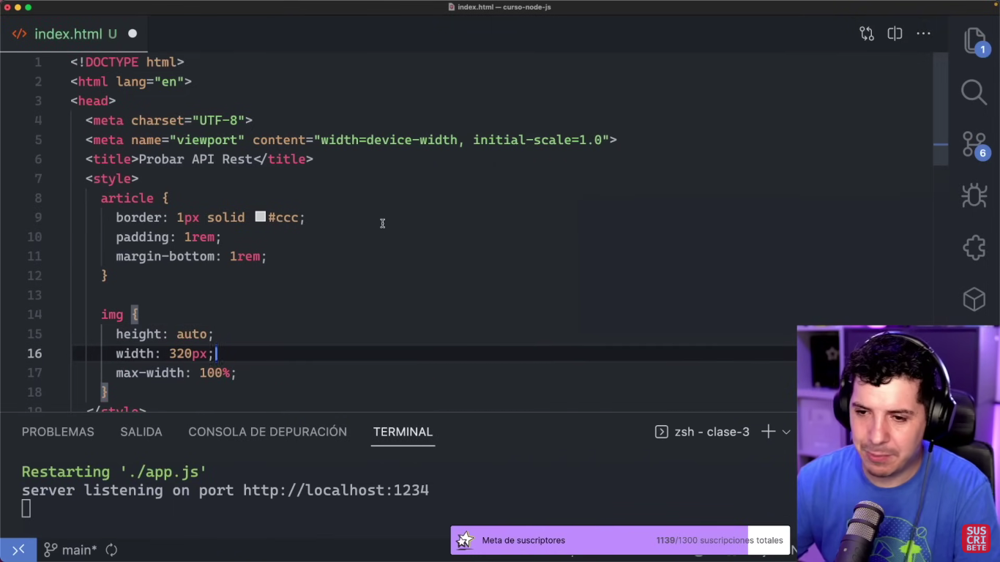 index.html — curso-node-js
index.html U
1 <!DOCTYPE html>
2 <html lang="en">
3 <head>
4 <meta charset="UTF-8">
5 <meta name="viewport" content="width=device-width, initial-scale=1.0">
6 <title>Probar API Rest</title>
7 <style>
8 article {
9 border: 1px solid #ccc;
10 padding: 1rem;
11 margin-bottom: 1rem;
12 }
13
14 img {
15 height: auto;
16 width: 320px;
17 max-width: 100%;
18 }
19 </style>
1
6
PROBLEMAS SALIDA CONSOLA DE DEPURACIÓN TERMINAL zsh - clase-3
Restarting './app.js'
server listening on port http://localhost:1234
Meta de suscriptores 1139/1300 suscripciones totales
main*
SUS
CRI
BETE